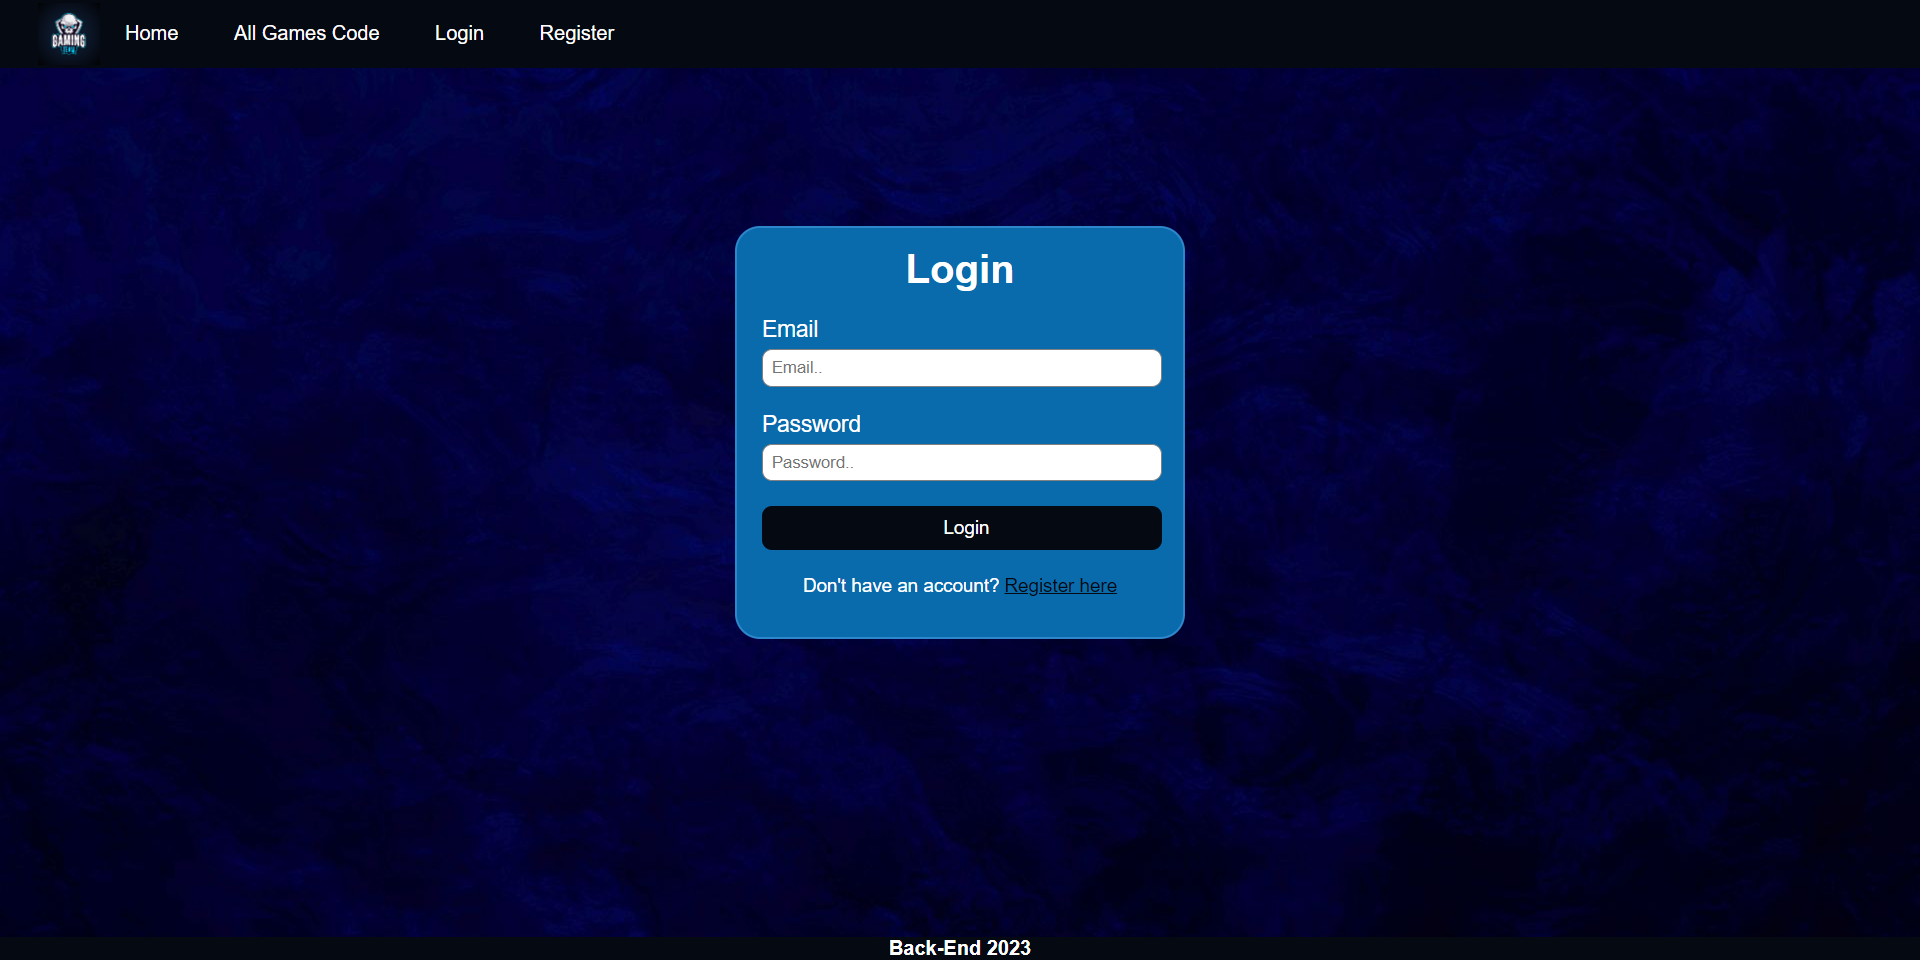 GAMING
Home
All Games Code
Login
Register
Login
Email
Email..
Password
Password..
Login
Don't have an account? Register here
Back-End 2023